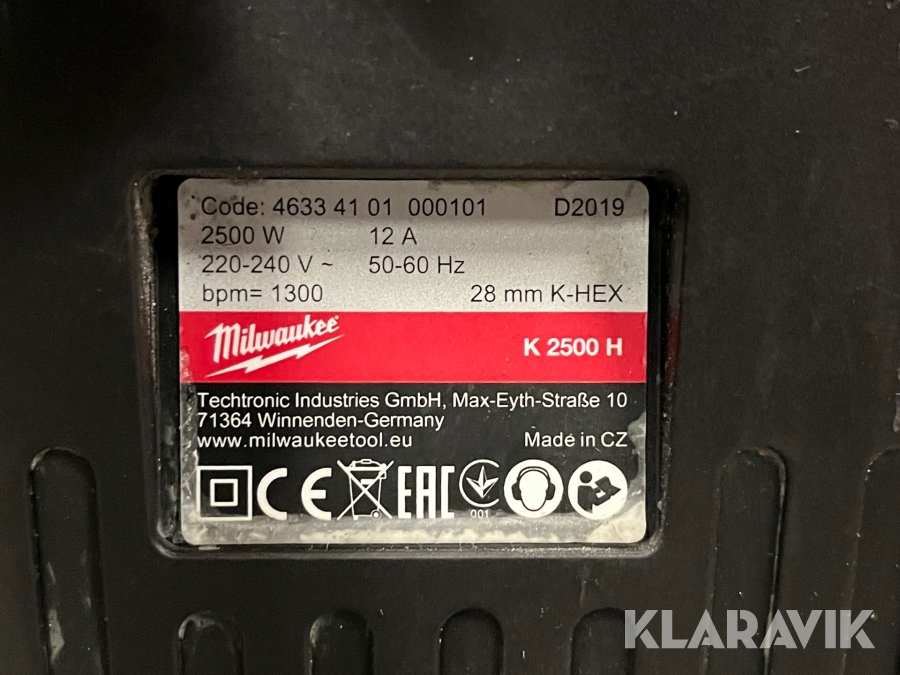 Code: 4633 41 01 000101 D2019
2500 W 12 A
220-240 V ~ 50-60 Hz
bpm= 1300 28 mm K-HEX
Milwaukee K 2500 H
Techtronic Industries GmbH, Max-Eyth-Straße 10
71364 Winnenden-Germany
www.milwaukeetool.eu Made in CZ
CE EAC
001
KLARAVIK